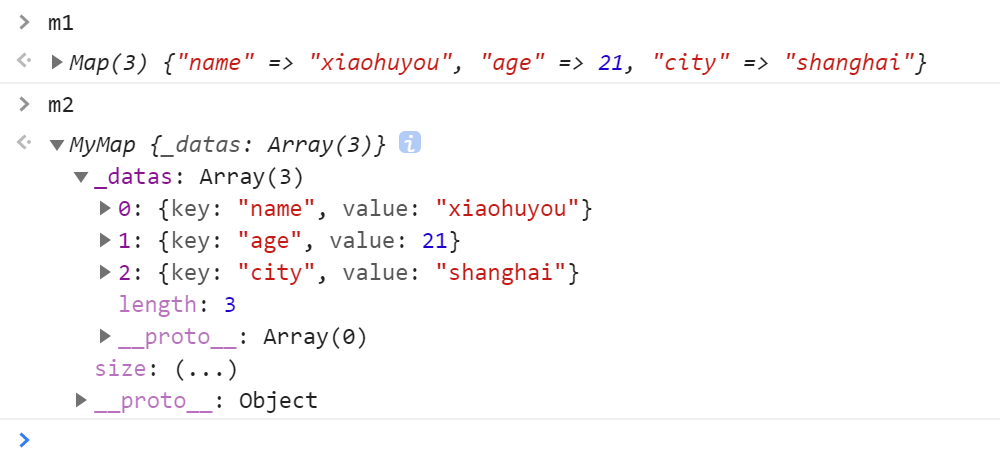 > m1
Map(3) {"name" => "xiaohuyou", "age" => 21, "city" => "shanghai"}
> m2
MyMap {_datas: Array(3)} i
_datas: Array(3)
0: {key: "name", value: "xiaohuyou"}
1: {key: "age", value: 21}
2: {key: "city", value: "shanghai"}
length: 3
__proto__: Array(0)
size: (...)
__proto__: Object
>